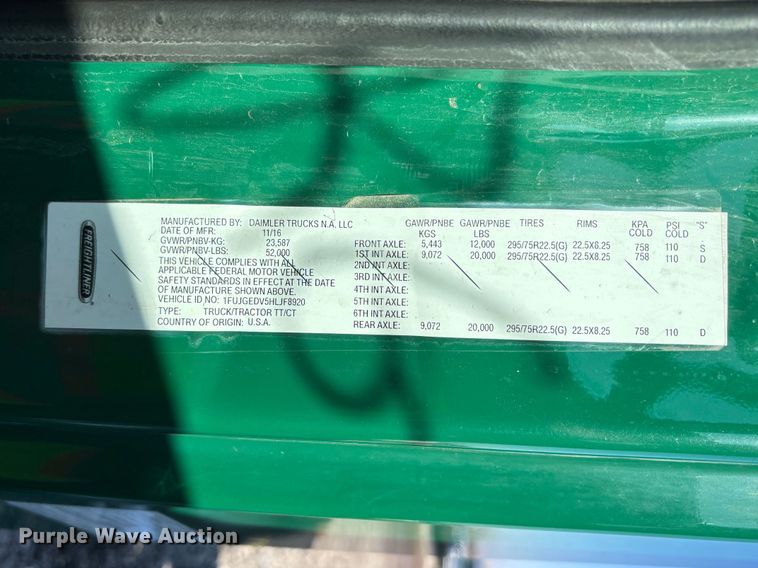 FREIGHTLINER
MANUFACTURED BY: DAIMLER TRUCKS N.A. LLC
DATE OF MFR: 11/16
GVWR/PNBV-KG: 23,587
GVWR/PNBV-LBS: 52,000
THIS VEHICLE COMPLIES WITH ALL
APPLICABLE FEDERAL MOTOR VEHICLE
SAFETY STANDARDS IN EFFECT AT THE DATE
OF MANUFACTURE SHOWN ABOVE.
VEHICLE ID NO: 1FUJGEDV5HLJF8920
TYPE: TRUCK/TRACTOR TT/CT
COUNTRY OF ORIGIN: U.S.A.
GAWR/PNBE KGS GAWR/PNBE LBS TIRES RIMS KPA COLD PSI COLD "S"
FRONT AXLE: 5,443 12,000 295/75R22.5(G) 22.5X8.25 758 110 S
1ST INT AXLE: 9,072 20,000 295/75R22.5(G) 22.5X8.25 758 110 D
2ND INT AXLE:
3RD INT AXLE:
4TH INT AXLE:
5TH INT AXLE:
6TH INT AXLE:
REAR AXLE: 9,072 20,000 295/75R22.5(G) 22.5X8.25 758 110 D
Purple Wave Auction